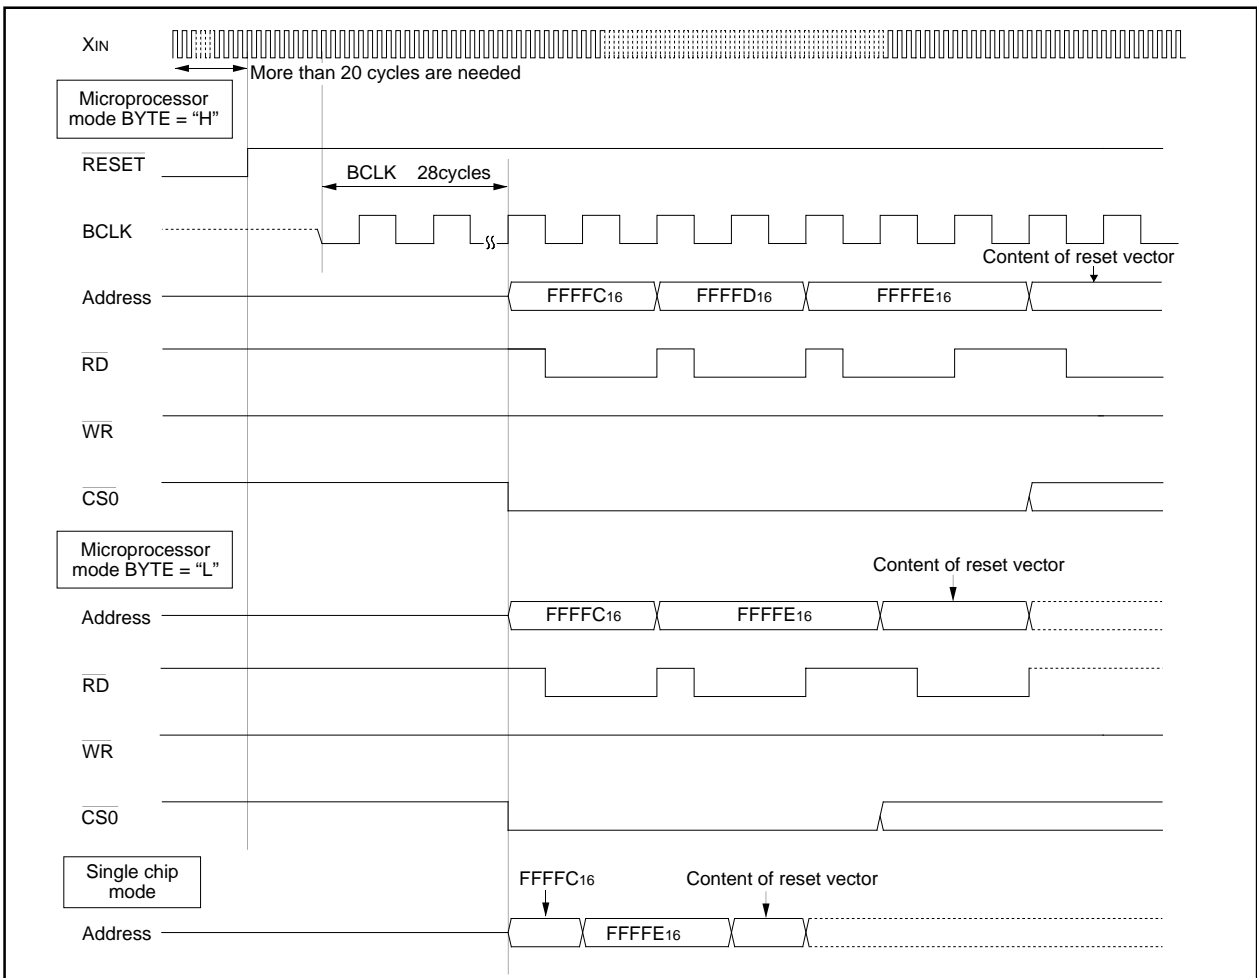 XIN
More than 20 cycles are needed
Microprocessor
mode BYTE = “H”
RESET
BCLK 28cycles
BCLK
Content of reset vector
Address
FFFFC16
FFFFD16
FFFFE16
RD
WR
CS0
Microprocessor
mode BYTE = “L”
Content of reset vector
Address
FFFFC16
FFFFE16
RD
WR
CS0
Single chip
mode
FFFFC16
Content of reset vector
Address
FFFFE16